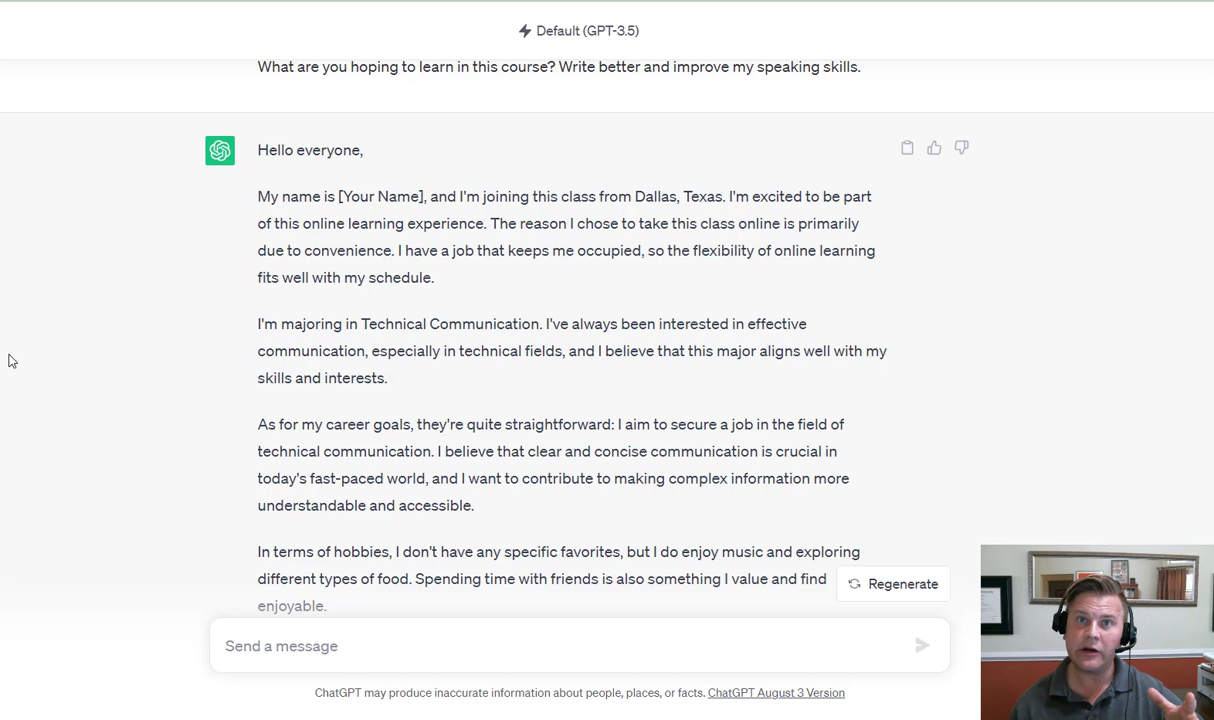 Default (GPT-3.5)
What are you hoping to learn in this course? Write better and improve my speaking skills.
Hello everyone,
My name is [Your Name], and I'm joining this class from Dallas, Texas. I'm excited to be part
of this online learning experience. The reason I chose to take this class online is primarily
due to convenience. I have a job that keeps me occupied, so the flexibility of online learning
fits well with my schedule.
I'm majoring in Technical Communication. I've always been interested in effective
communication, especially in technical fields, and I believe that this major aligns well with my
skills and interests.
As for my career goals, they're quite straightforward: I aim to secure a job in the field of
technical communication. I believe that clear and concise communication is crucial in
today's fast-paced world, and I want to contribute to making complex information more
understandable and accessible.
In terms of hobbies, I don't have any specific favorites, but I do enjoy music and exploring
different types of food. Spending time with friends is also something I value and find
enjoyable.
Regenerate
Send a message
ChatGPT may produce inaccurate information about people, places, or facts. ChatGPT August 3 Version